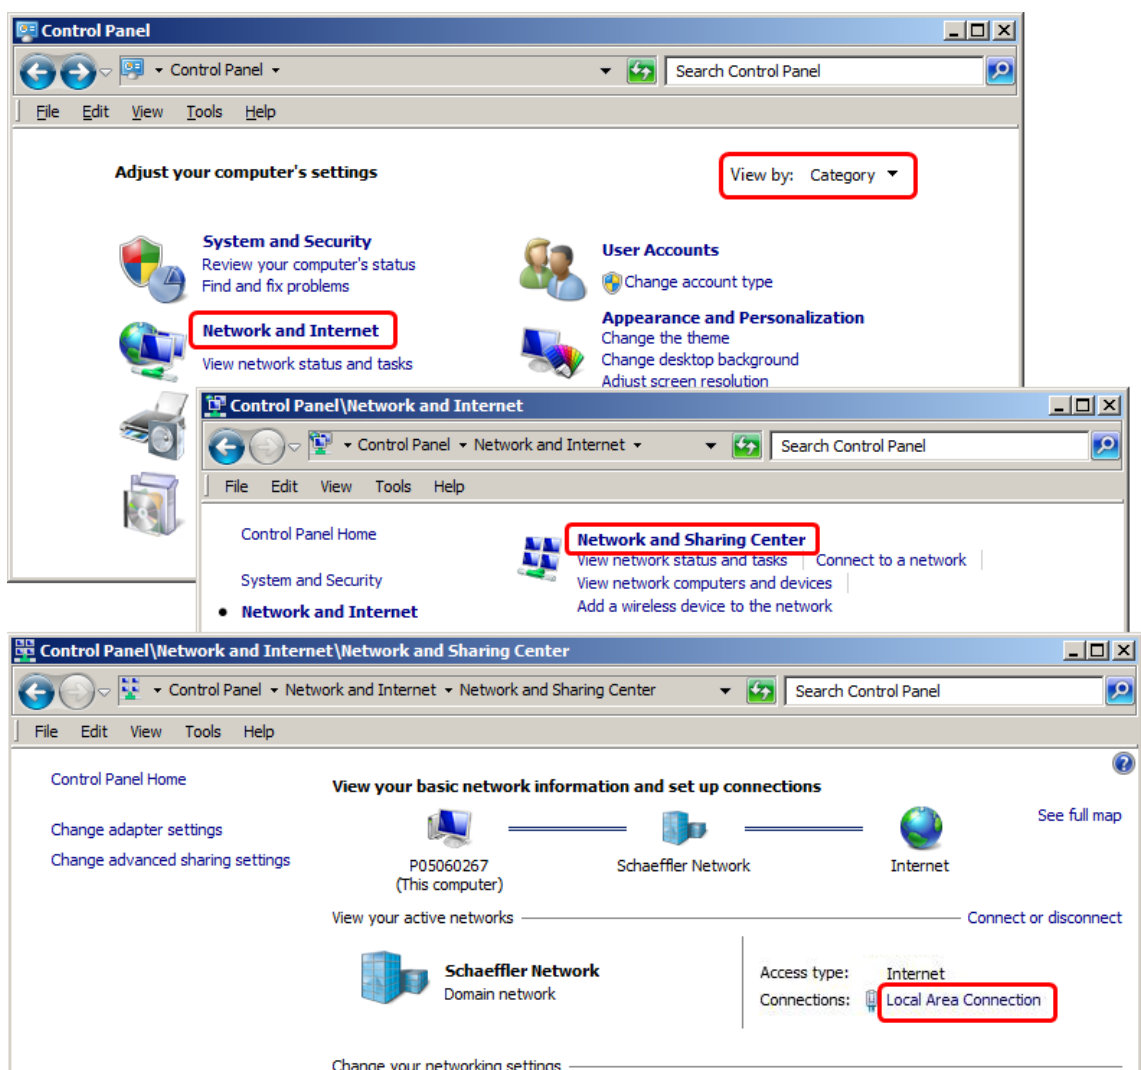 Control Panel
Control Panel
Search Control Panel
File Edit View Tools Help
Adjust your computer's settings
View by: Category
System and Security
Review your computer's status
Find and fix problems
User Accounts
Change account type
Network and Internet
View network status and tasks
Appearance and Personalization
Change the theme
Change desktop background
Adjust screen resolution
Control Panel\Network and Internet
Control Panel Network and Internet
Search Control Panel
File Edit View Tools Help
Control Panel Home
System and Security
Network and Internet
Network and Sharing Center
View network status and tasks Connect to a network
View network computers and devices
Add a wireless device to the network
Control Panel\Network and Internet\Network and Sharing Center
Control Panel Network and Internet Network and Sharing Center
Search Control Panel
File Edit View Tools Help
Control Panel Home
Change adapter settings
Change advanced sharing settings
View your basic network information and set up connections
See full map
P05060267
(This computer)
Schaeffler Network
Internet
View your active networks
Connect or disconnect
Schaeffler Network
Domain network
Access type: Internet
Connections: Local Area Connection
Change your networking settings